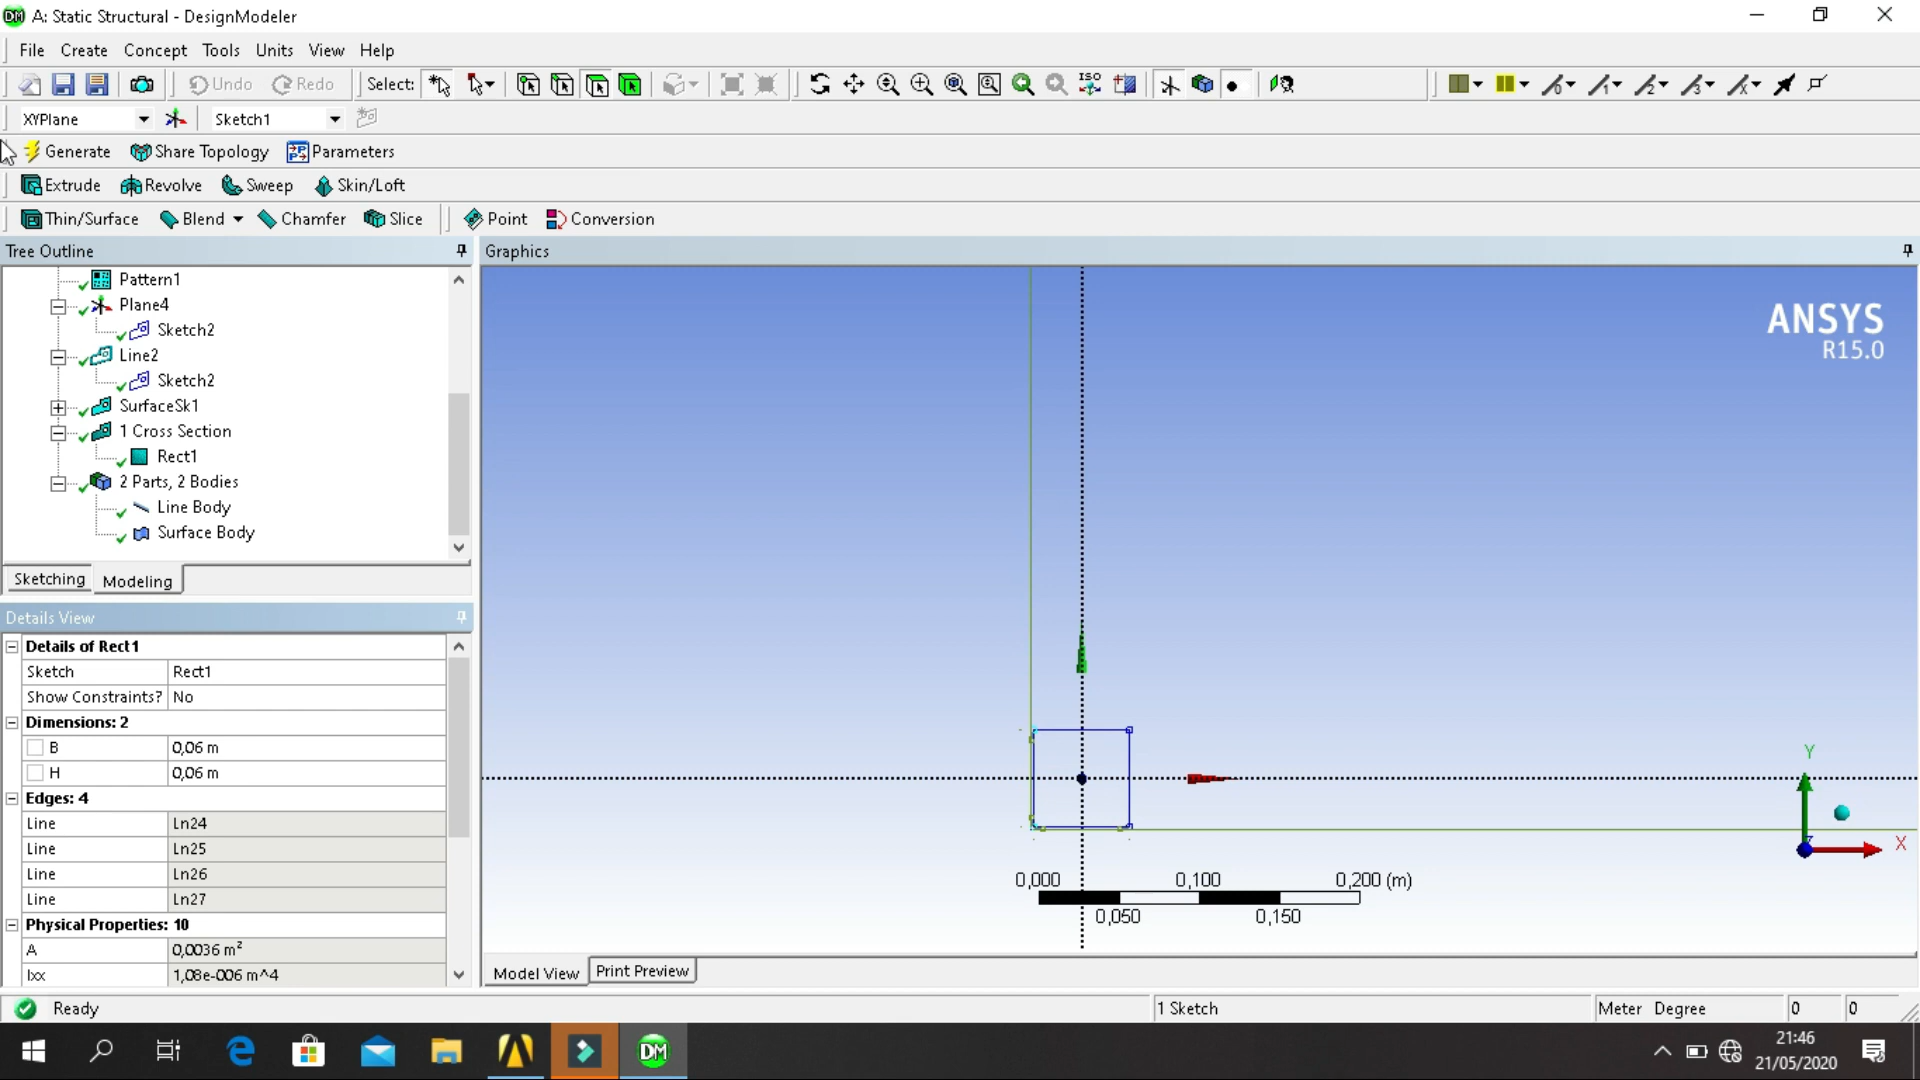 A: Static Structural - DesignModeler
File Create Concept Tools Units View Help
Undo Redo Select: ISO
XYPlane Sketch1
Generate Share Topology Parameters
Extrude Revolve Sweep Skin/Loft
Thin/Surface Blend Chamfer Slice Point Conversion
Tree Outline
Graphics
Pattern1
Plane4
Sketch2
Line2
Sketch2
SurfaceSk1
1 Cross Section
Rect1
2 Parts, 2 Bodies
Line Body
Surface Body
Sketching Modeling
Details View
Details of Rect1
Sketch Rect1
Show Constraints? No
Dimensions: 2
B 0,06 m
H 0,06 m
Edges: 4
Line Ln24
Line Ln25
Line Ln26
Line Ln27
Physical Properties: 10
A 0,0036 m²
Ixx 1,08e-006 m^4
ANSYS
R15.0
Y
X
0,000 0,100 0,200 (m)
0,050 0,150
Model View Print Preview
Ready 1 Sketch Meter Degree 0 0
DM
21:46
21/05/2020